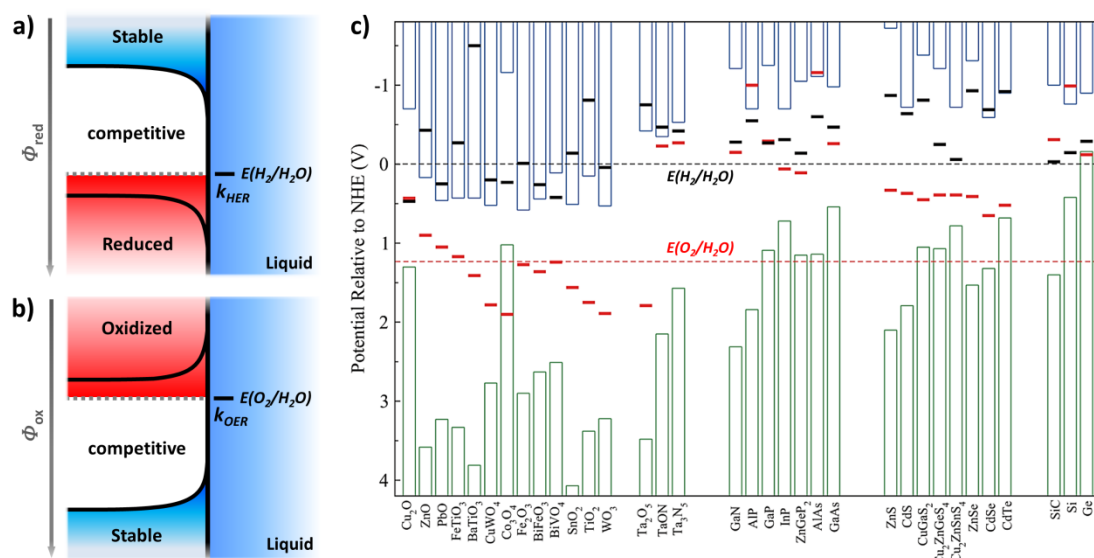 a)
Φred
Stable
competitive
E(H2/H2O)
kHER
Reduced
Liquid
b)
Φox
Oxidized
E(O2/H2O)
kOER
competitive
Stable
Liquid
c)
Potential Relative to NHE (V)
-1
0
1
2
3
4
E(H2/H2O)
E(O2/H2O)
Cu2O
ZnO
PbO
FeTiO3
BaTiO3
CuWO4
Co3O4
Fe2O3
BiFeO3
BiVO4
SnO2
TiO2
WO3
Ta2O5
TaON
Ta3N5
GaN
AlP
GaP
InP
ZnGeP2
AlAs
GaAs
ZnS
CdS
CuGaS2
Cu2ZnGeS4
Cu2ZnSnS4
ZnSe
CdSe
CdTe
SiC
Si
Ge